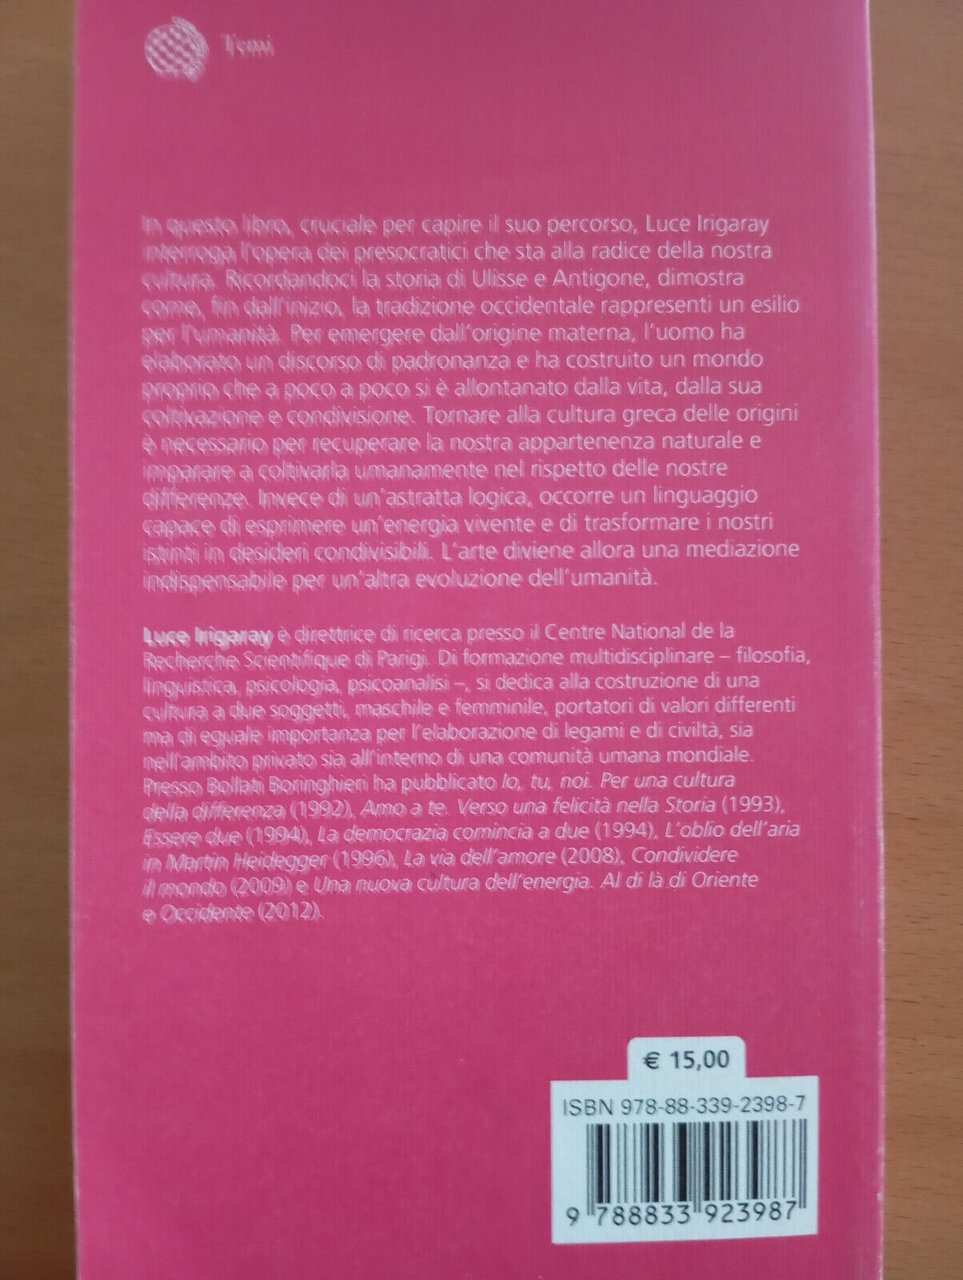 Temi
In questo libro, cruciale per capire il suo percorso, Luce Irigaray
interroga l'opera dei presocratici che sta alla radice della nostra
cultura. Ricordandoci la storia di Ulisse e Antigone, dimostra
come, fin dall'inizio, la tradizione occidentale rappresenti un esilio
per l'umanità. Per emergere dall'origine materna, l'uomo ha
elaborato un discorso di padronanza e ha costruito un mondo
proprio che a poco a poco si è allontanato dalla vita, dalla sua
coltivazione e condivisione. Tornare alla cultura greca delle origini
è necessario per recuperare la nostra appartenenza naturale e
imparare a coltivarla umanamente nel rispetto delle nostre
differenze. Invece di un'astratta logica, occorre un linguaggio
capace di esprimere un'energia vivente e di trasformare i nostri
istinti in desideri condivisibili. L'arte diviene allora una mediazione
indispensabile per un'altra evoluzione dell'umanità.
Luce Irigaray è direttrice di ricerca presso il Centre National de la
Recherche Scientifique di Parigi. Di formazione multidisciplinare – filosofia,
linguistica, psicologia, psicoanalisi –, si dedica alla costruzione di una
cultura a due soggetti, maschile e femminile, portatori di valori differenti
ma di eguale importanza per l'elaborazione di legami e di civiltà, sia
nell'ambito privato sia all'interno di una comunità umana mondiale.
Presso Bollati Boringhieri ha pubblicato Io, tu, noi. Per una cultura
della differenza (1992), Amo a te. Verso una felicità nella Storia (1993),
Essere due (1994), La democrazia comincia a due (1994), L'oblio dell'aria
in Martin Heidegger (1996), La via dell'amore (2008), Condividere
il mondo (2009) e Una nuova cultura dell'energia. Al di là di Oriente
e Occidente (2012).
€ 15,00
ISBN 978-88-339-2398-7
9 788833 923987